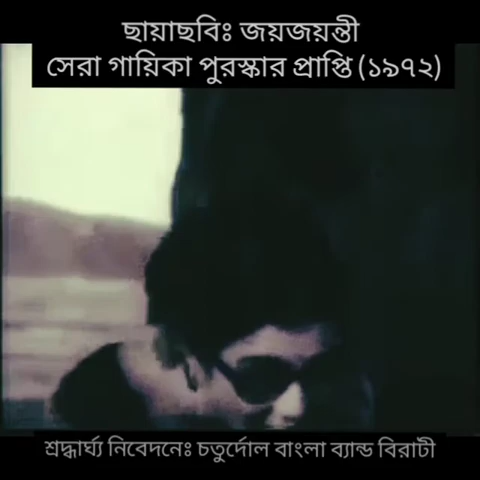 ছায়াছবিঃ জয়জয়ন্তী
সেরা গায়িকা পুরস্কার প্রাপ্তি (১৯৭২)
শ্রদ্ধার্ঘ্য নিবেদনেঃ চতুর্দোল বাংলা ব্যান্ড বিরাটী